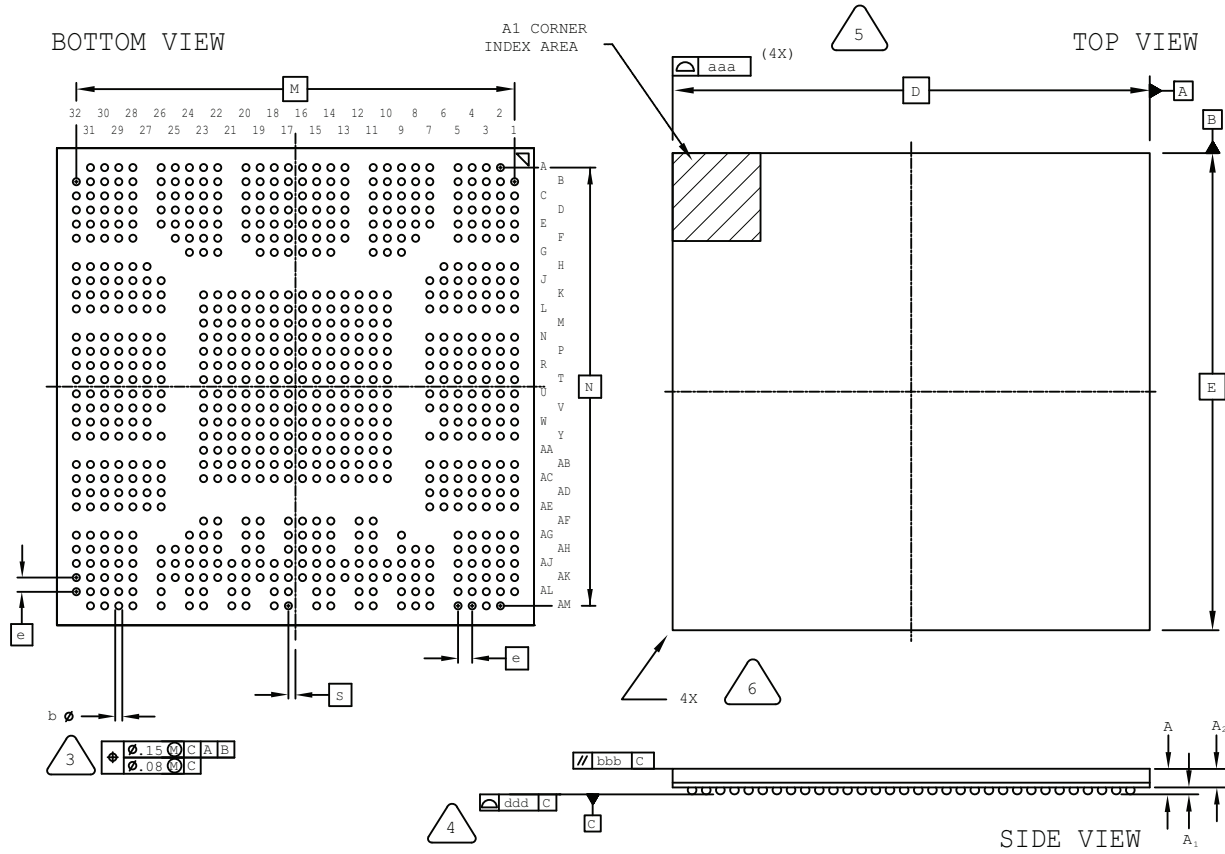 BOTTOM VIEW
A1 CORNER
INDEX AREA
5
TOP VIEW
aaa
(4X)
M
D
A
32 30 28 26 24 22 20 18 16 14 12 10 8 6 4 2
31 29 27 25 23 21 19 17 15 13 11 9 7 5 3 1
B
A
B
C
D
E
F
G
H
J
K
L
M
N
P
R
T
U
V
W
Y
AA
AB
AC
AD
AE
AF
AG
AH
AJ
AK
AL
AM
N
E
e
e
S
4X
6
b ø
3
⌖ ø.15 Ⓜ C A B
ø.08 Ⓜ C
// bbb C
A
A₂
ddd C
4
C
A₁
SIDE VIEW